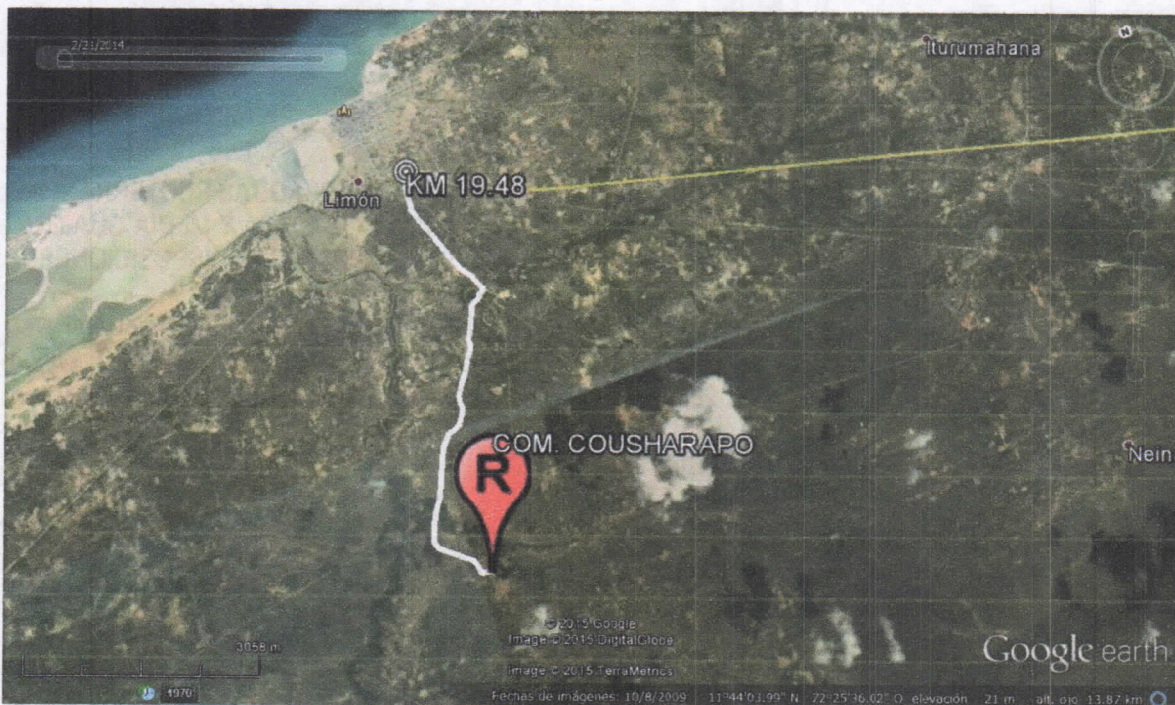 2/21/2014
Iturumahana
N
KM 19.48
Limón
COM. COUSHARAPO
R
Nein
© 2015 Google
Image © 2015 DigitalGlobe
Image © 2015 TerraMetrics
3058 m
Google earth
1970
Fechas de imágenes: 10/8/2009 11°44'03.99" N 72°25'36.02" O elevación 21 m alt. ojo 13.87 km